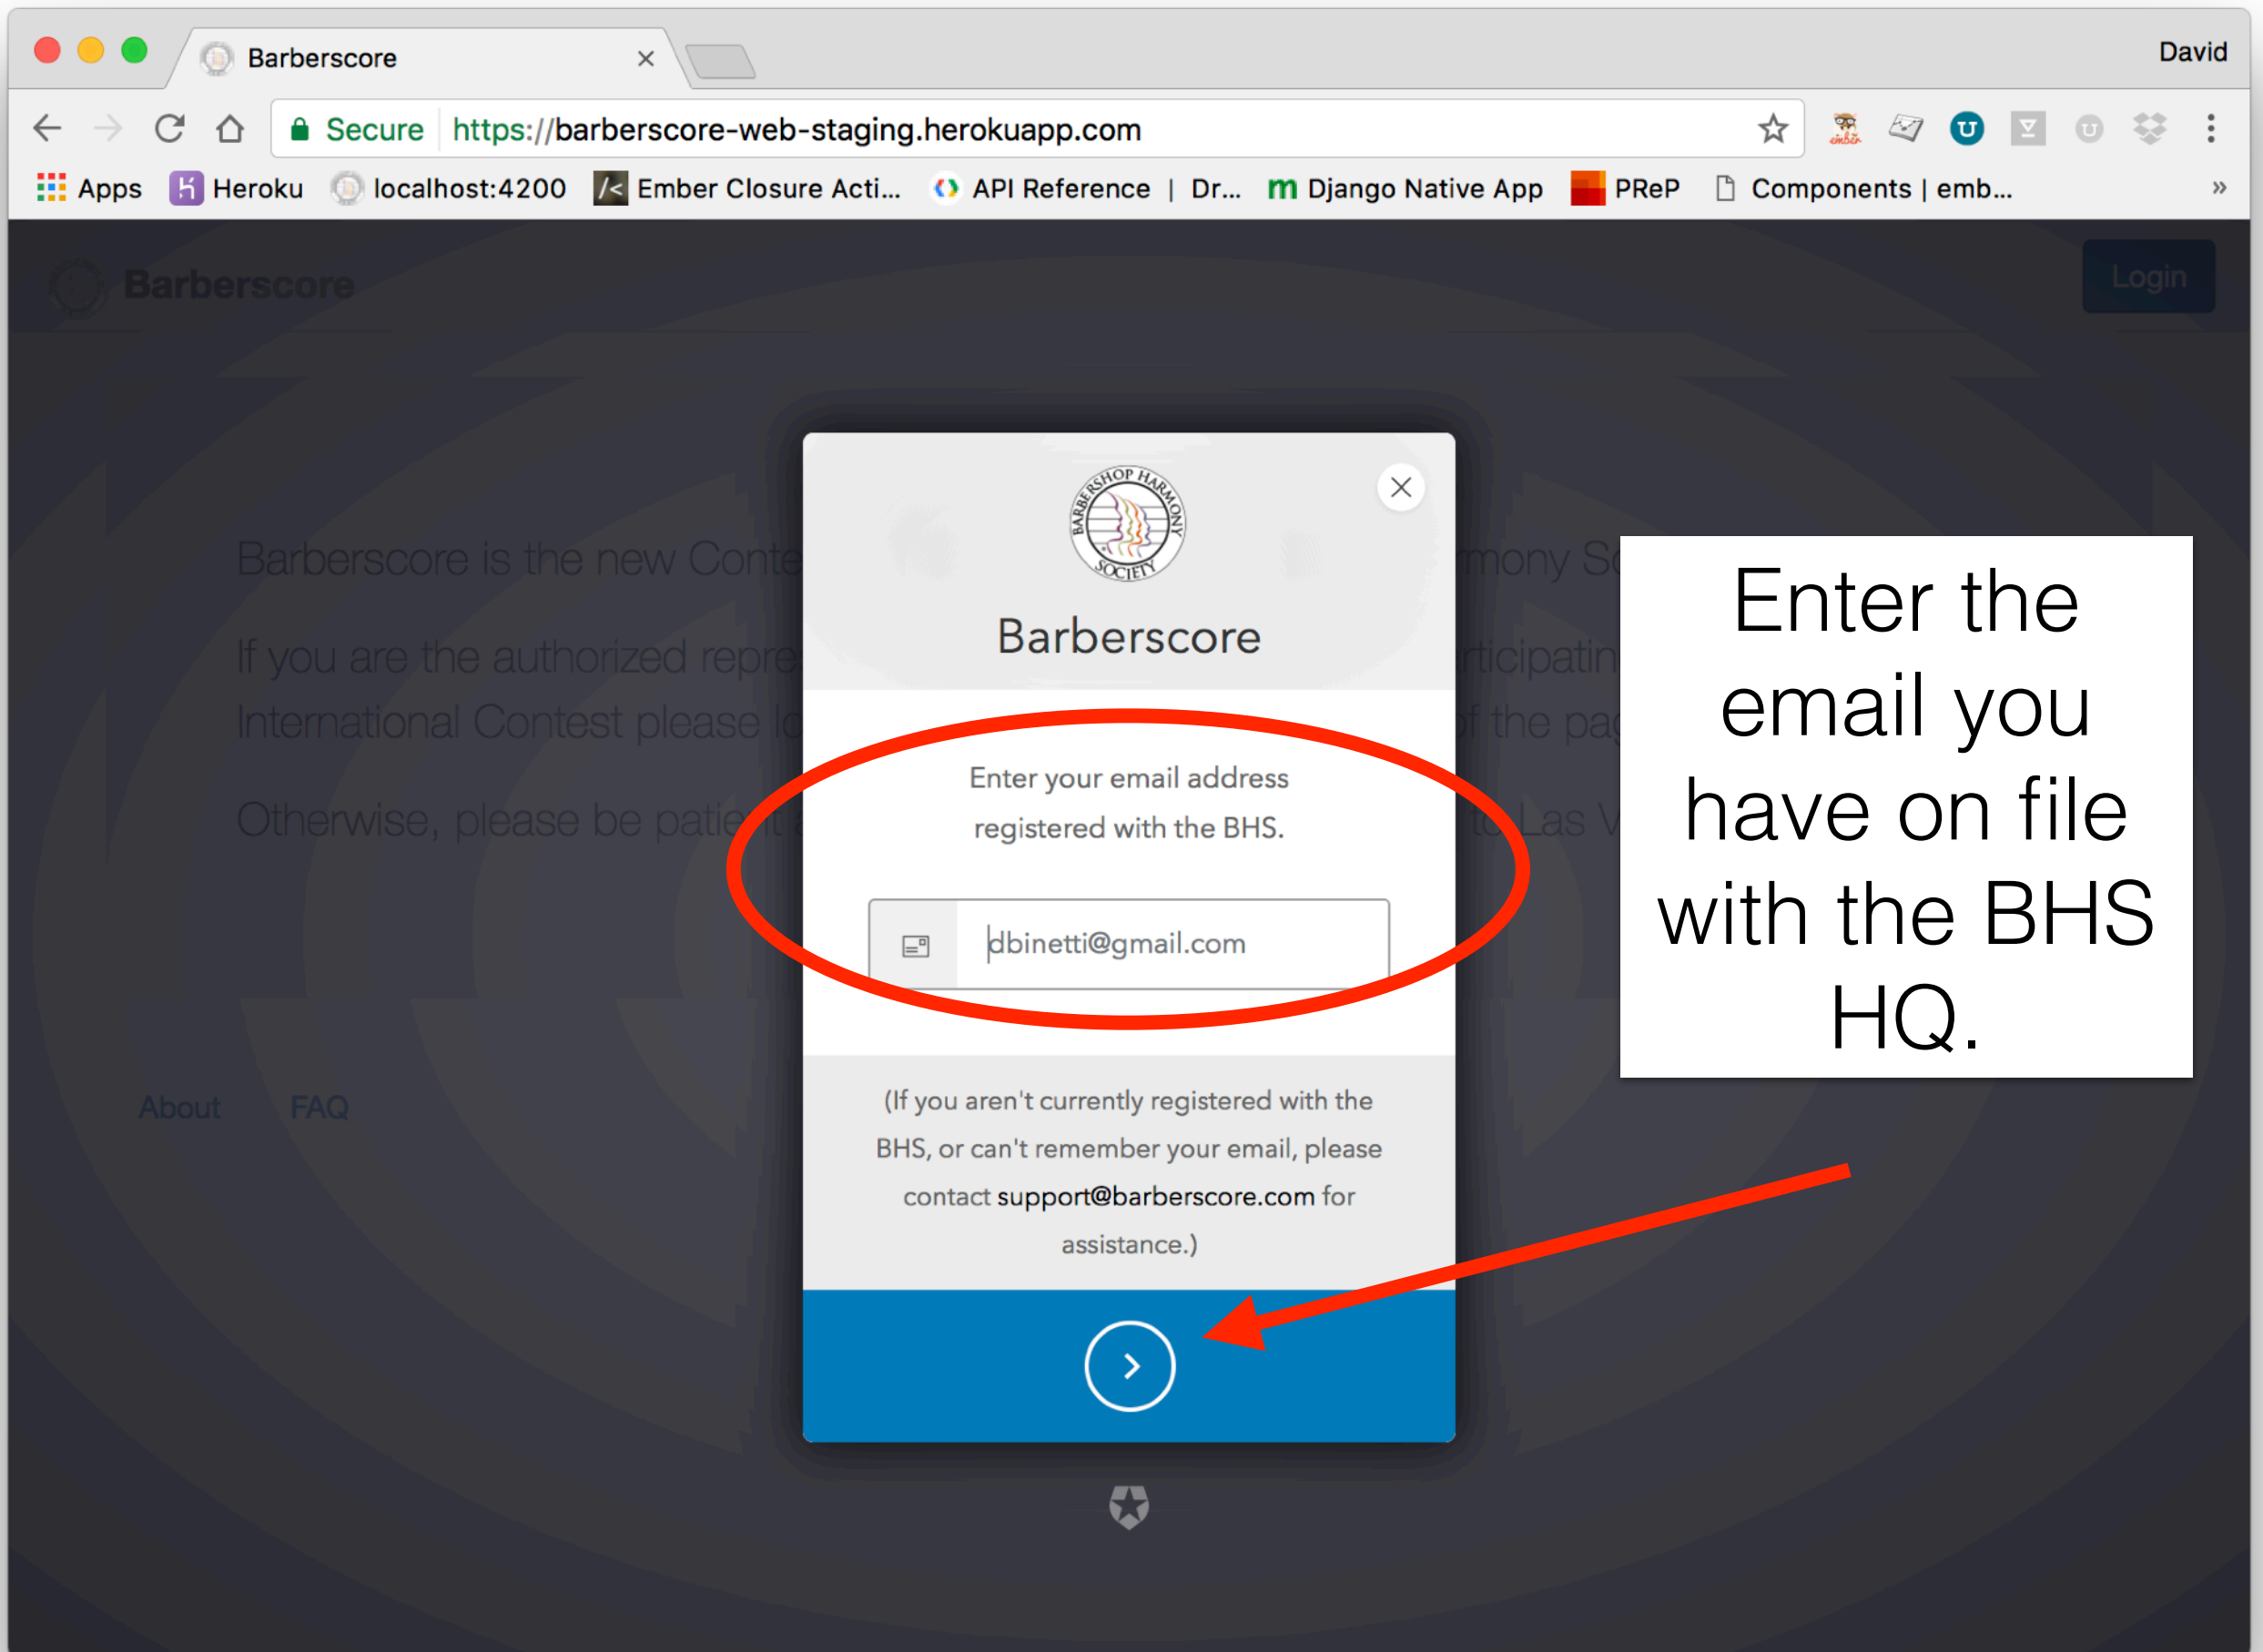 Barberscore
David
Secure https://barberscore-web-staging.herokuapp.com
Apps Heroku localhost:4200 Ember Closure Acti... API Reference | Dr... Django Native App PReP Components | emb... »
Barberscore
Login
BARBERSHOP HARMONY SOCIETY
Barberscore
Barberscore is the new Conte mony So
If you are the authorized repre rticipatin
International Contest please lo f the pag
Otherwise, please be patient to Las V
Enter your email address
registered with the BHS.
dbinetti@gmail.com
Enter the
email you
have on file
with the BHS
HQ.
About FAQ
(If you aren't currently registered with the
BHS, or can't remember your email, please
contact support@barberscore.com for
assistance.)